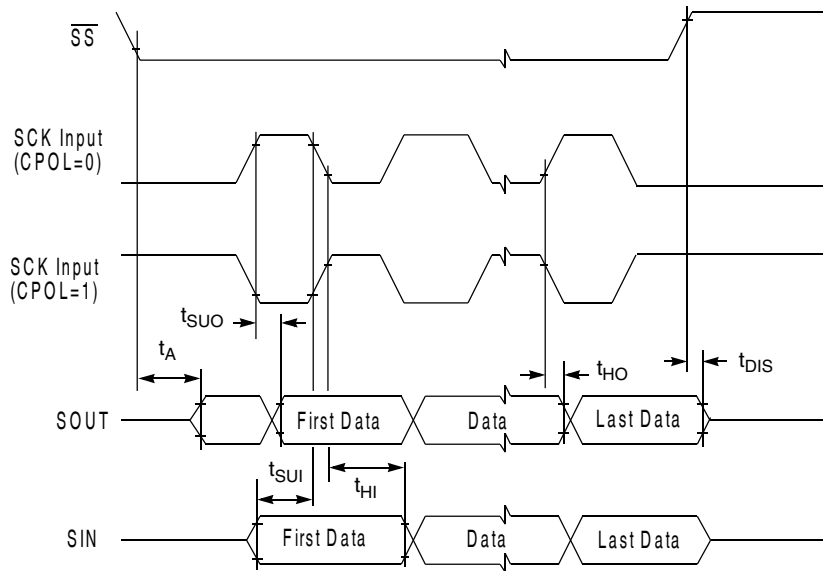 SS
SCK Input
(CPOL=0)
SCK Input
(CPOL=1)
tSUO
tA
tHO
tDIS
SOUT
First Data
Data
Last Data
tSUI
tHI
SIN
First Data
Data
Last Data